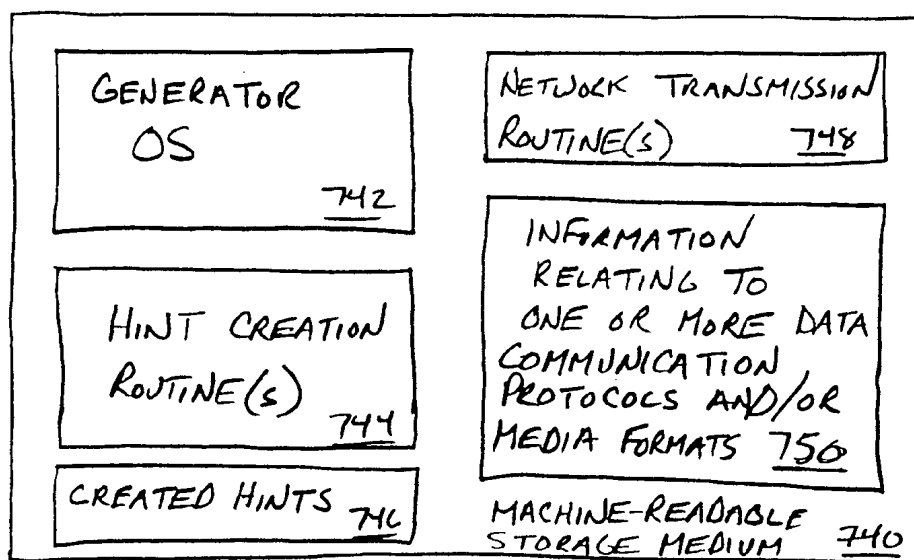 GENERATOR
OS
742
HINT CREATION
ROUTINE(S)
744
CREATED HINTS 746
NETWORK TRANSMISSION
ROUTINE(S) 748
INFORMATION
RELATING TO
ONE OR MORE DATA
COMMUNICATION
PROTOCOLS AND/OR
MEDIA FORMATS 750
MACHINE-READABLE
STORAGE MEDIUM 740